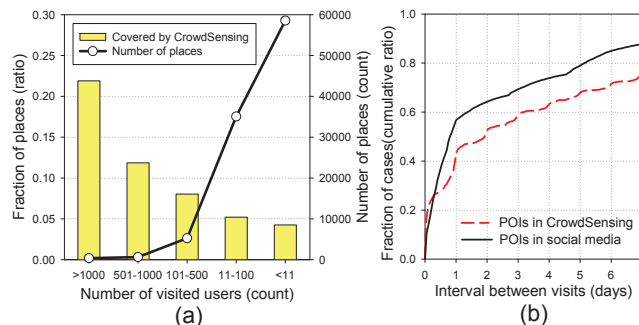 0.30
0.25
0.20
0.15
0.10
0.05
0.00
Fraction of places (ratio)
Covered by CrowdSensing
Number of places
60000
50000
40000
30000
20000
10000
0
Number of places (count)
>1000 501-1000 101-500 11-100 <11
Number of visited users (count)
(a)
1.0
0.8
0.6
0.4
0.2
0.0
Fraction of cases(cumulative ratio)
POIs in CrowdSensing
POIs in social media
0 1 2 3 4 5 6
Interval between visits (days)
(b)